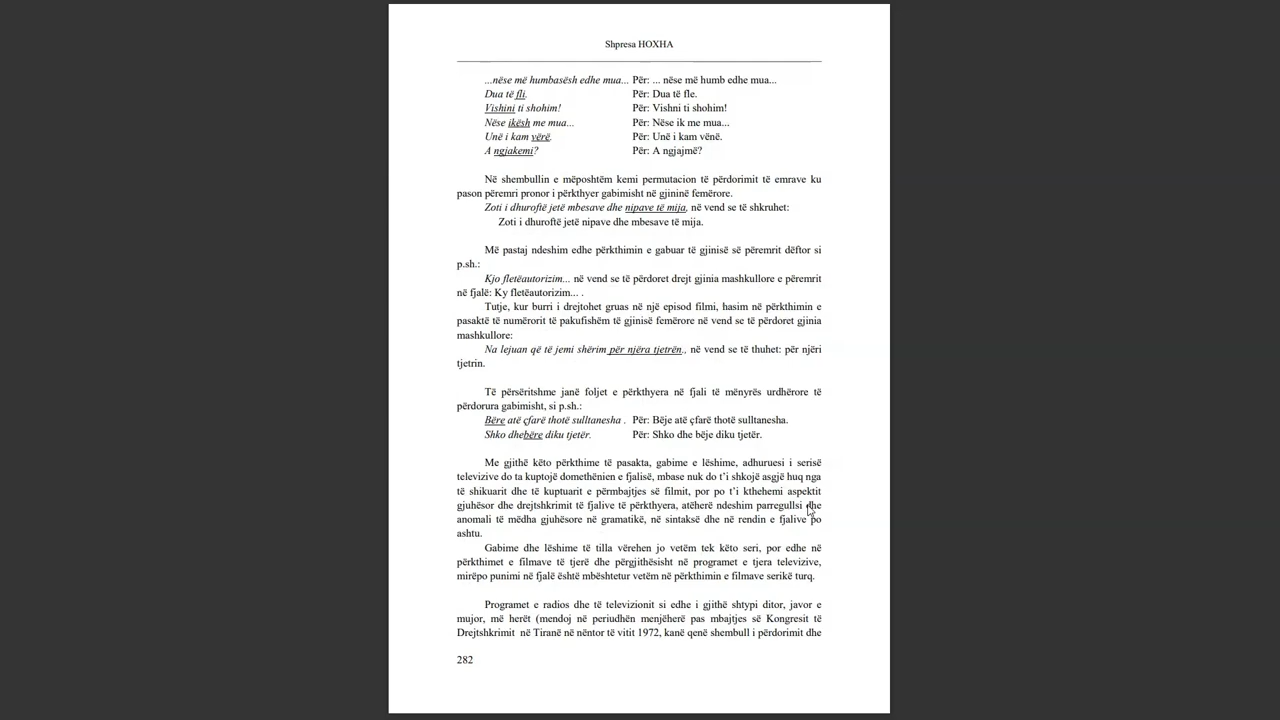 Shpresa HOXHA
...nëse më humbasësh edhe mua... Për: ... nëse më humb edhe mua...
Dua të fli. Për: Dua të fle.
Vishini ti shohim! Për: Vishni ti shohim!
Nëse ikësh me mua... Për: Nëse ik me mua...
Unë i kam vërë. Për: Unë i kam vënë.
A ngjakemi? Për: A ngjajmë?
Në shembullin e mëposhtëm kemi permutacion të përdorimit të emrave ku
pason përemri pronor i përkthyer gabimisht në gjininë femërore.
Zoti i dhuroftë jetë mbesave dhe nipave të mija, në vend se të shkruhet:
Zoti i dhuroftë jetë nipave dhe mbesave të mija.
Më pastaj ndeshim edhe përkthimin e gabuar të gjinisë së përemrit dëftor si
p.sh.:
Kjo fletëautorizim... në vend se të përdoret drejt gjinia mashkullore e përemrit
në fjalë: Ky fletëautorizim... .
Tutje, kur burri i drejtohet gruas në një episod filmi, hasim në përkthimin e
pasaktë të numërorit të pakufishëm të gjinisë femërore në vend se të përdoret gjinia
mashkullore:
Na lejuan që të jemi shërim për njëra tjetrën., në vend se të thuhet: për njëri
tjetrin.
Të përsëritshme janë foljet e përkthyera në fjali të mënyrës urdhërore të
përdorura gabimisht, si p.sh.:
Bëre atë çfarë thotë sulltanesha . Për: Bëje atë çfarë thotë sulltanesha.
Shko dhebëre diku tjetër. Për: Shko dhe bëje diku tjetër.
Me gjithë këto përkthime të pasakta, gabime e lëshime, adhuruesi i serisë
televizive do ta kuptojë domethënien e fjalisë, mbase nuk do t'i shkojë asgjë huq nga
të shikuarit dhe të kuptuarit e përmbajtjes së filmit, por po t'i kthehemi aspektit
gjuhësor dhe drejtshkrimit të fjalive të përkthyera, atëherë ndeshim parregullsi dhe
anomali të mëdha gjuhësore në gramatikë, në sintaksë dhe në rendin e fjalive po
ashtu.
Gabime dhe lëshime të tilla vërehen jo vetëm tek këto seri, por edhe në
përkthimet e filmave të tjerë dhe përgjithësisht në programet e tjera televizive,
mirëpo punimi në fjalë është mbështetur vetëm në përkthimin e filmave serikë turq.
Programet e radios dhe të televizionit si edhe i gjithë shtypi ditor, javor e
mujor, më herët (mendoj në periudhën menjëherë pas mbajtjes së Kongresit të
Drejtshkrimit në Tiranë në nëntor të vitit 1972, kanë qenë shembull i përdorimit dhe
282